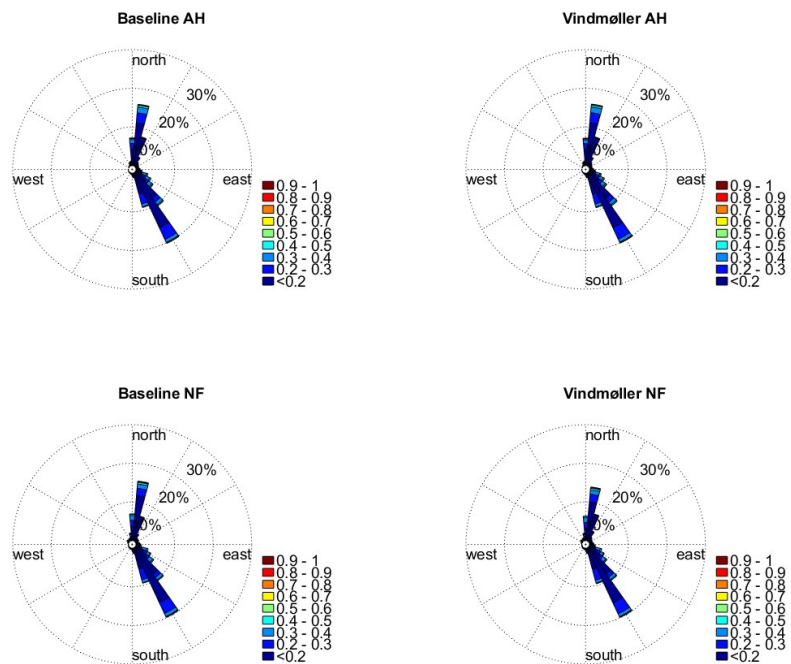 Baseline AH
north
30%
20%
west
east
0.9 - 1
0.8 - 0.9
0.7 - 0.8
0.6 - 0.7
0.5 - 0.6
0.4 - 0.5
0.3 - 0.4
0.2 - 0.3
<0.2
south
Vindmøller AH
north
30%
20%
west
east
0.9 - 1
0.8 - 0.9
0.7 - 0.8
0.6 - 0.7
0.5 - 0.6
0.4 - 0.5
0.3 - 0.4
0.2 - 0.3
<0.2
south
Baseline NF
north
30%
20%
west
east
0.9 - 1
0.8 - 0.9
0.7 - 0.8
0.6 - 0.7
0.5 - 0.6
0.4 - 0.5
0.3 - 0.4
0.2 - 0.3
<0.2
south
Vindmøller NF
north
30%
20%
west
east
0.9 - 1
0.8 - 0.9
0.7 - 0.8
0.6 - 0.7
0.5 - 0.6
0.4 - 0.5
0.3 - 0.4
0.2 - 0.3
<0.2
south